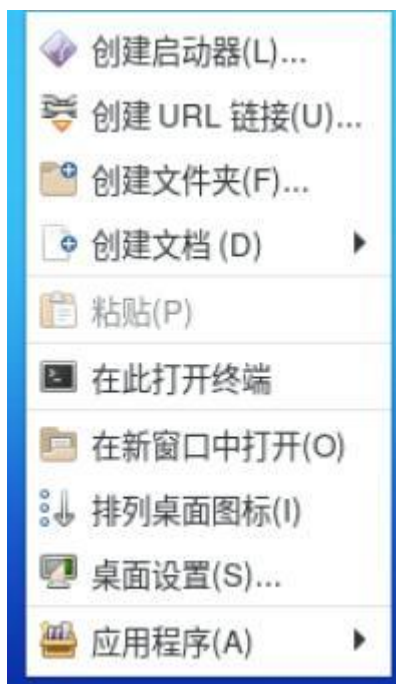 创建启动器(L)...
创建 URL 链接(U)...
创建文件夹(F)...
创建文档 (D)
粘贴(P)
在此打开终端
在新窗口中打开(O)
排列桌面图标(I)
桌面设置(S)...
应用程序(A)